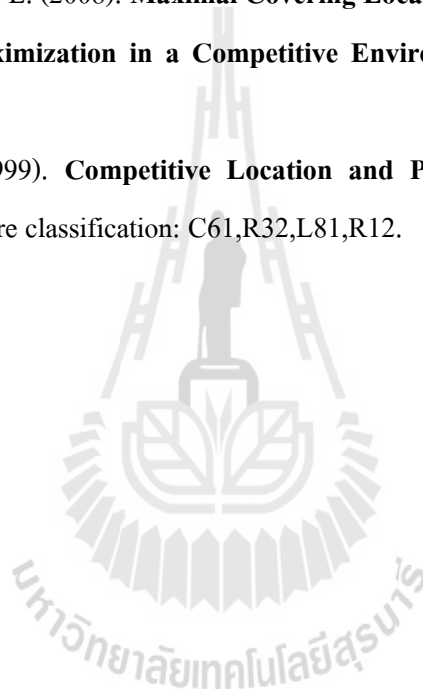 L. (2008). Maximal Covering Loca
ximization in a Competitive Enviro
999). Competitive Location and P
re classification: C61,R32,L81,R12.
มหาวิทยาลัยเทคโนโลยีสุรนารี